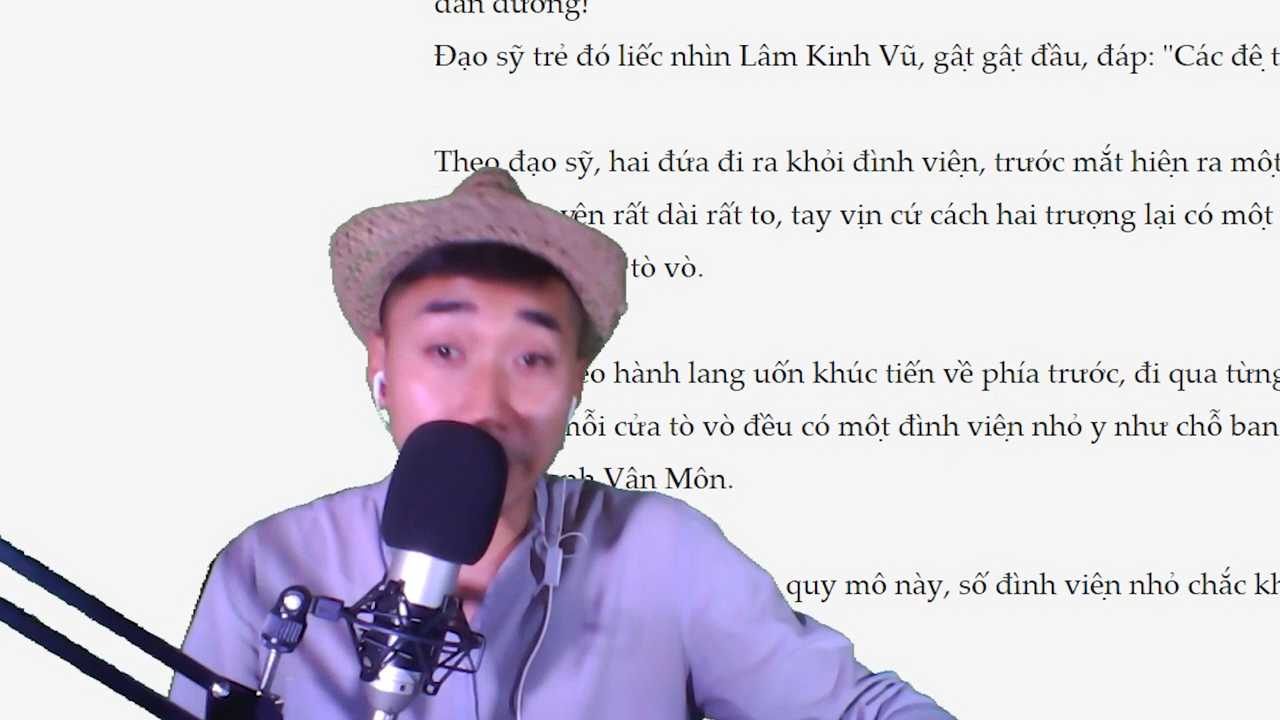 dẫn đường!
Đạo sỹ trẻ đó liếc nhìn Lâm Kinh Vũ, gật gật đầu, đáp: "Các đệ
Theo đạo sỹ, hai đứa đi ra khỏi đình viện, trước mắt hiện ra một
rất dài rất to, tay vịn cứ cách hai trượng lại có một
tò vò.
hành lang uốn khúc tiến về phía trước, đi qua từng
mỗi cửa tò vò đều có một đình viện nhỏ y như chỗ ban
Vân Môn.
quy mô này, số đình viện nhỏ chắc